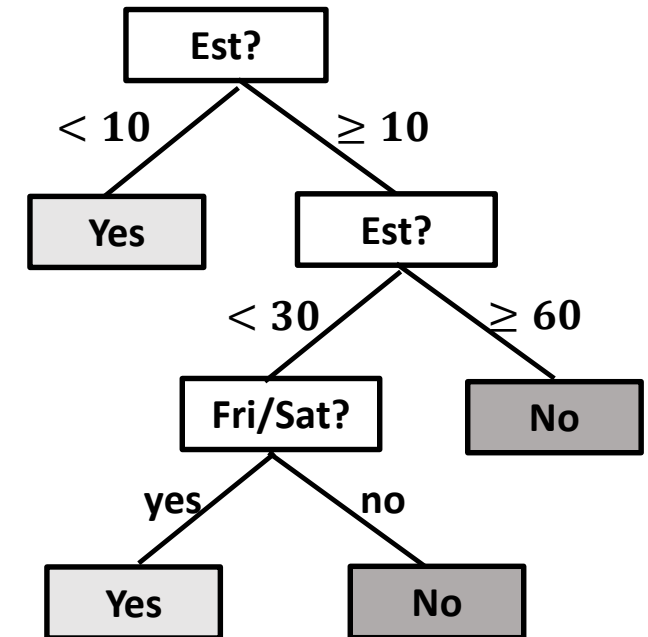 Est?
< 10
≥ 10
Yes
Est?
< 30
≥ 60
Fri/Sat?
No
yes
no
Yes
No